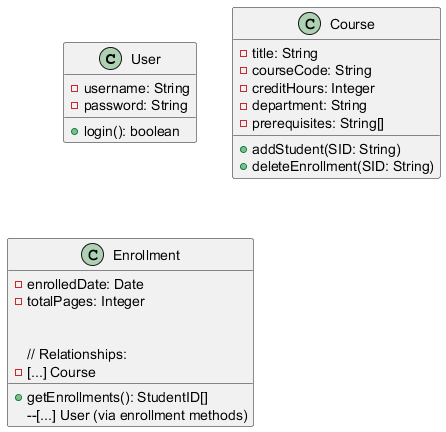 C User
username: String
password: String
login(): boolean
C Course
title: String
courseCode: String
creditHours: Integer
department: String
prerequisites: String[]
addStudent(SID: String)
deleteEnrollment(SID: String)
C Enrollment
enrolledDate: Date
totalPages: Integer
// Relationships:
[...] Course
getEnrollments(): StudentID[]
--[...] User (via enrollment methods)